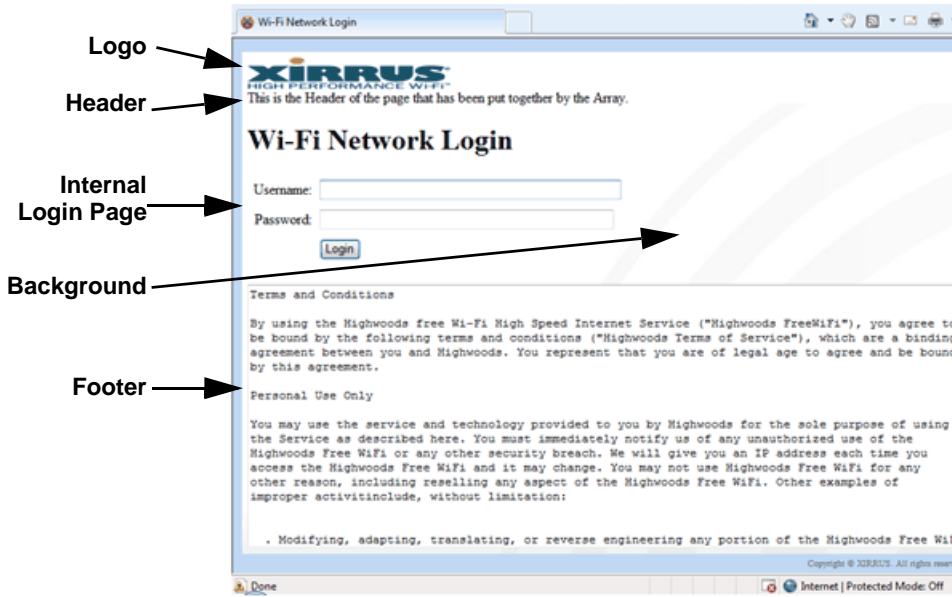 Wi-Fi Network Login
Logo
XIRRUS
HIGH PERFORMANCE WI-FI
Header
This is the Header of the page that has been put together by the Array.
Wi-Fi Network Login
Internal
Login Page
Username:
Password:
Login
Background
Terms and Conditions
By using the Highwoods free Wi-Fi High Speed Internet Service ("Highwoods FreeWiFi"), you agree to
be bound by the following terms and conditions ("Highwoods Terms of Service"), which are a binding
agreement between you and Highwoods. You represent that you are of legal age to agree and be bound
by this agreement.
Footer
Personal Use Only
You may use the service and technology provided to you by Highwoods for the sole purpose of using
the Service as described here. You must immediately notify us of any unauthorized use of the
Highwoods Free WiFi or any other security breach. We will give you an IP address each time you
access the Highwoods Free WiFi and it may change. You may not use Highwoods Free WiFi for any
other reason, including reselling any aspect of the Highwoods Free WiFi. Other examples of
improper activitinclude, without limitation:
. Modifying, adapting, translating, or reverse engineering any portion of the Highwoods Free
Copyright © XIRRUS. All rights
Done
Internet | Protected Mode: Off